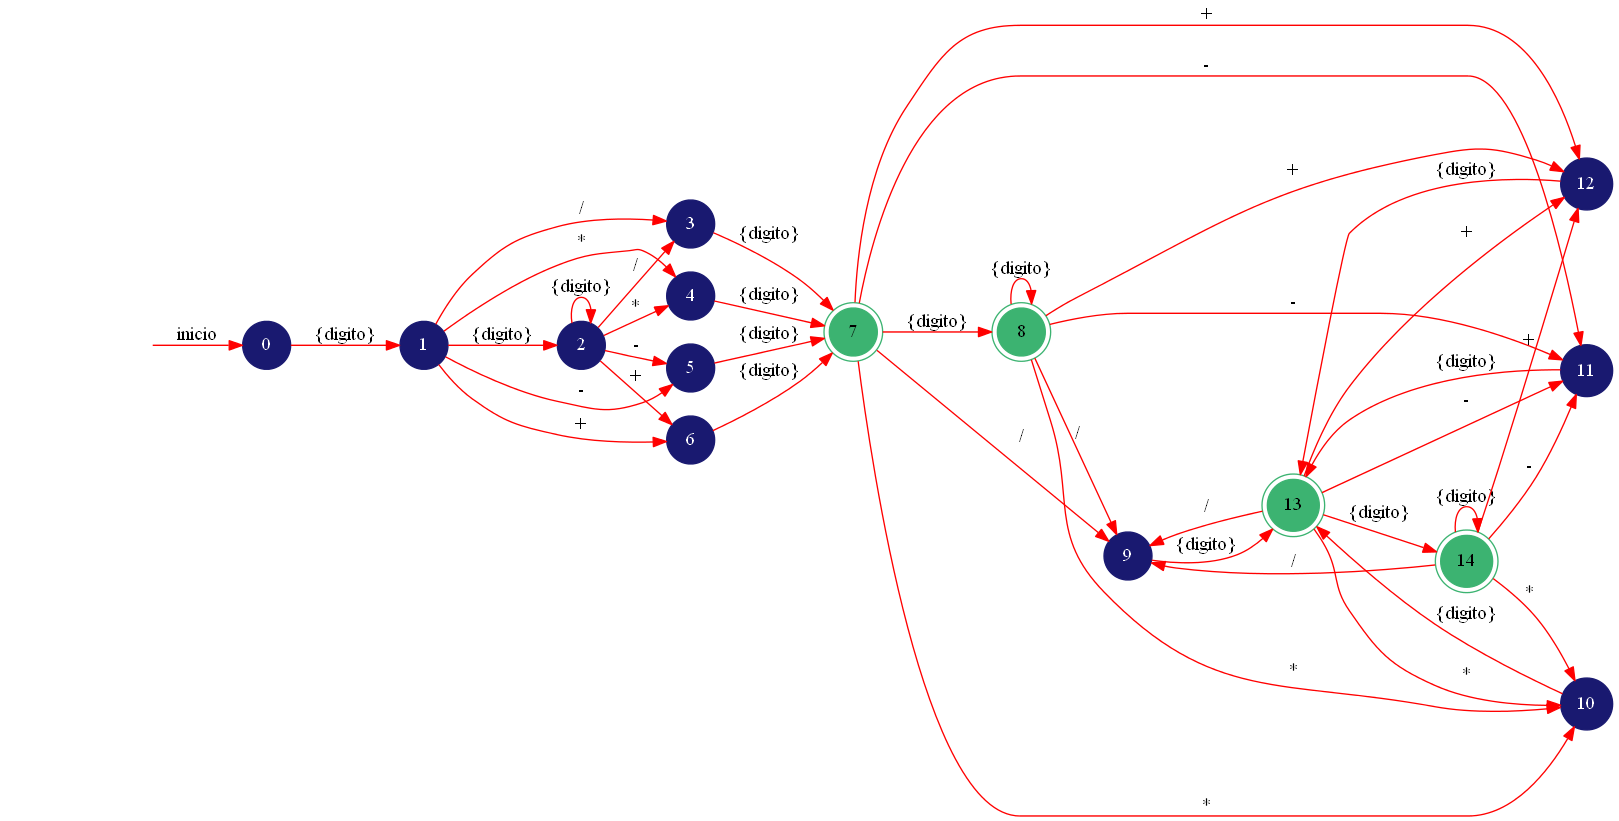 inicio
0
{digito}
1
{digito}
2
{digito}
/
*
-
+
/
*
-
+
3
4
5
6
{digito}
{digito}
{digito}
{digito}
7
{digito}
8
{digito}
+
-
/
*
+
-
/
*
9
{digito}
/
13
{digito}
14
{digito}
/
+
-
*
+
-
*
{digito}
{digito}
{digito}
12
11
10